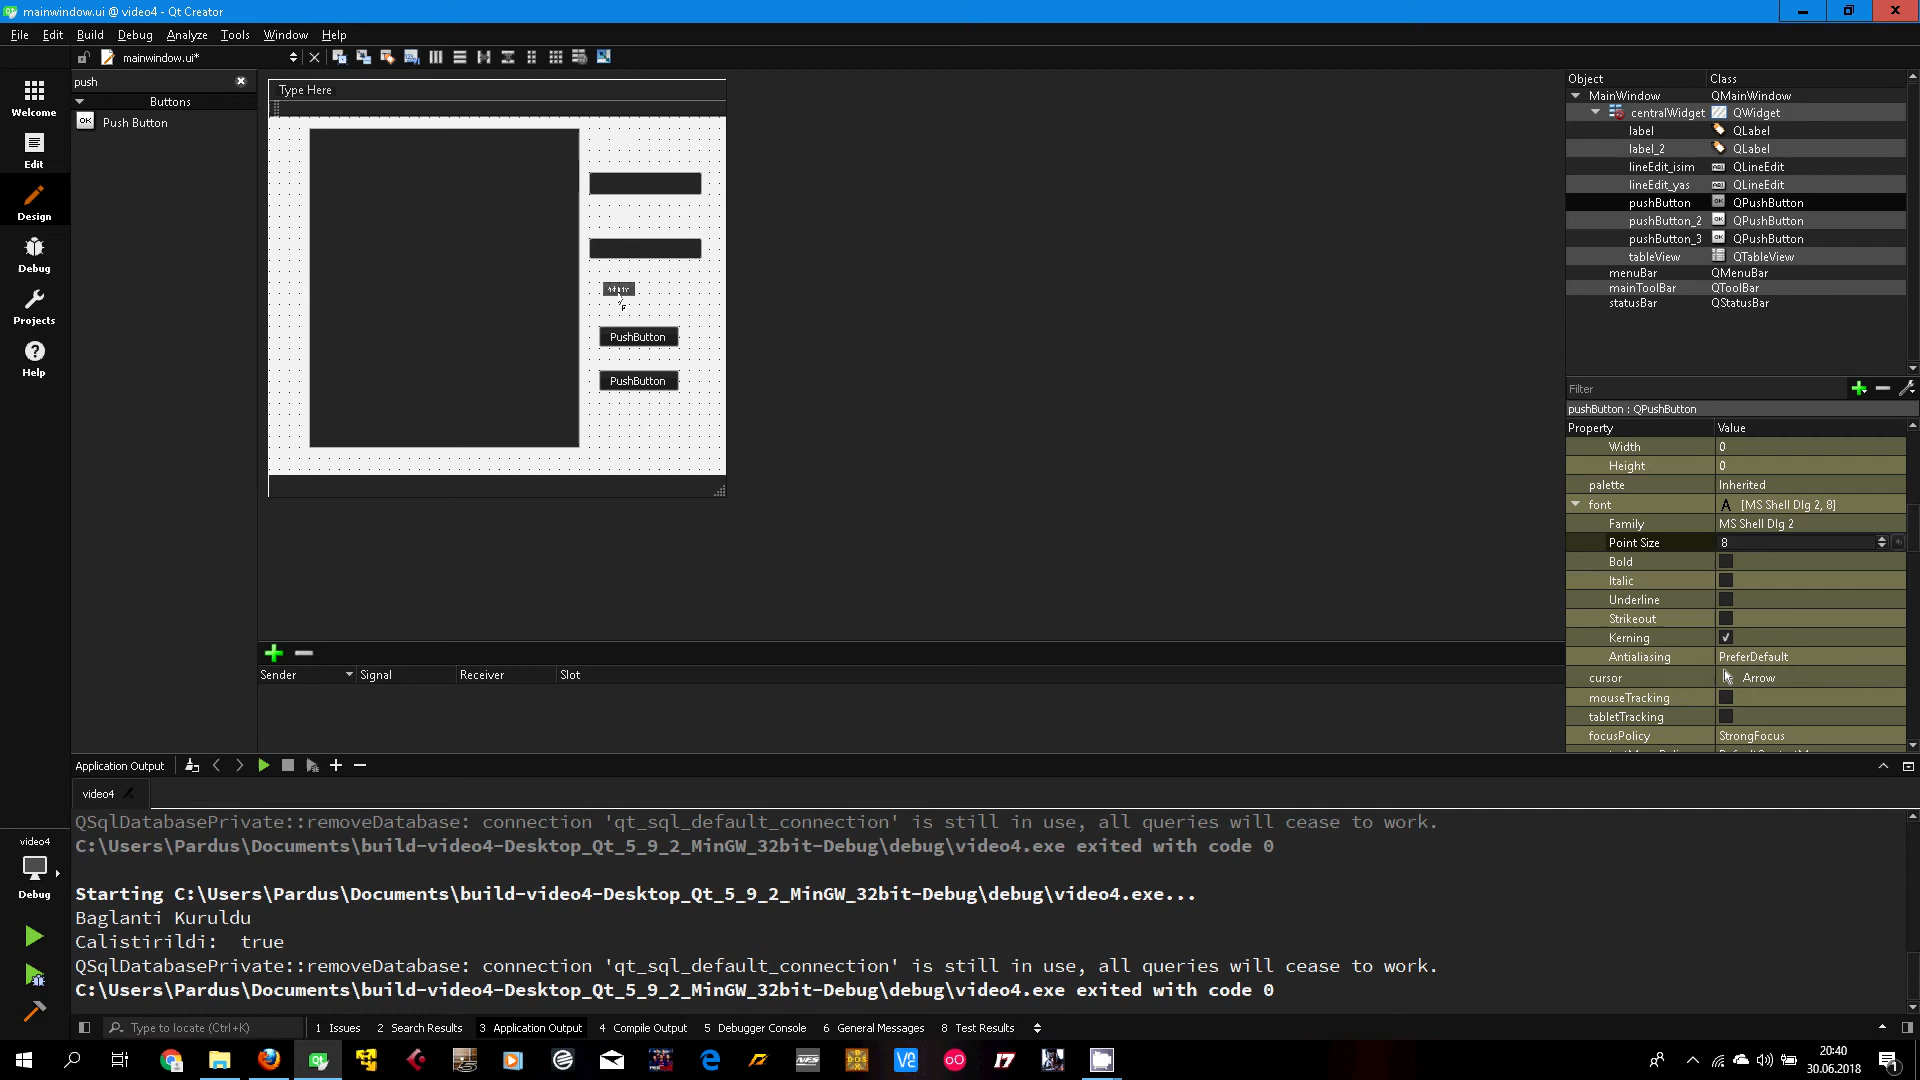 mainwindow.ui @ video4 - Qt Creator
File Edit Build Debug Analyze Tools Window Help
mainwindow.ui*
push
Buttons
Push Button
Welcome
Edit
Design
Debug
Projects
Help
Type Here
PushButton
PushButton
Object Class
MainWindow QMainWindow
centralWidget QWidget
label QLabel
label_2 QLabel
lineEdit_isim QLineEdit
lineEdit_yas QLineEdit
pushButton QPushButton
pushButton_2 QPushButton
pushButton_3 QPushButton
tableView QTableView
menuBar QMenuBar
mainToolBar QToolBar
statusBar QStatusBar
Filter
pushButton : QPushButton
Property Value
Width 0
Height 0
palette Inherited
font A [MS Shell Dlg 2, 8]
Family MS Shell Dlg 2
Point Size 8
Bold
Italic
Underline
Strikeout
Kerning
Antialiasing PreferDefault
cursor Arrow
mouseTracking
tabletTracking
focusPolicy StrongFocus
Sender Signal Receiver Slot
Application Output
video4
QSqlDatabasePrivate::removeDatabase: connection 'qt_sql_default_connection' is still in use, all queries will cease to work.
C:\Users\Pardus\Documents\build-video4-Desktop_Qt_5_9_2_MinGW_32bit-Debug\debug\video4.exe exited with code 0
Starting C:\Users\Pardus\Documents\build-video4-Desktop_Qt_5_9_2_MinGW_32bit-Debug\debug\video4.exe...
Baglanti Kuruldu
Calistirildi:  true
QSqlDatabasePrivate::removeDatabase: connection 'qt_sql_default_connection' is still in use, all queries will cease to work.
C:\Users\Pardus\Documents\build-video4-Desktop_Qt_5_9_2_MinGW_32bit-Debug\debug\video4.exe exited with code 0
video4
Debug
Type to locate (Ctrl+K) 1 Issues 2 Search Results 3 Application Output 4 Compile Output 5 Debugger Console 6 General Messages 8 Test Results
20:40
30.06.2018